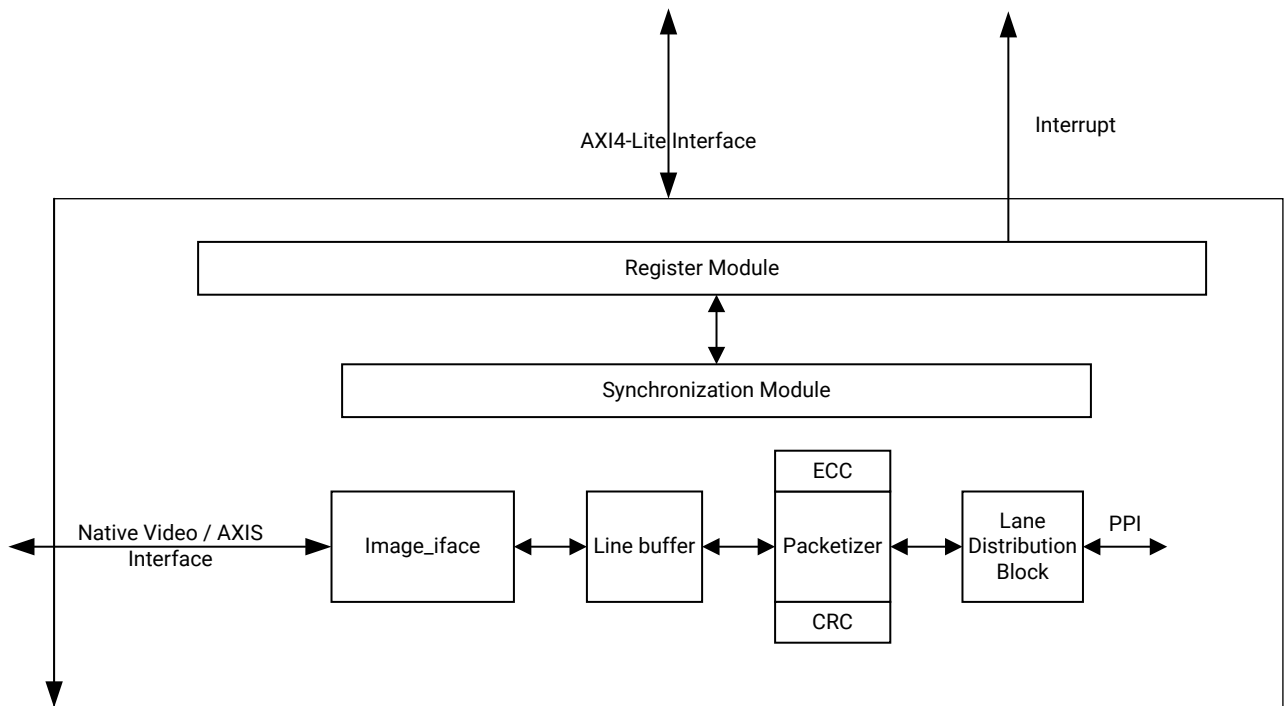 AXI4-Lite Interface
Interrupt
Register Module
Synchronization Module
ECC
Native Video / AXIS
Interface
Image_iface
Line buffer
Packetizer
Lane
Distribution
Block
PPI
CRC